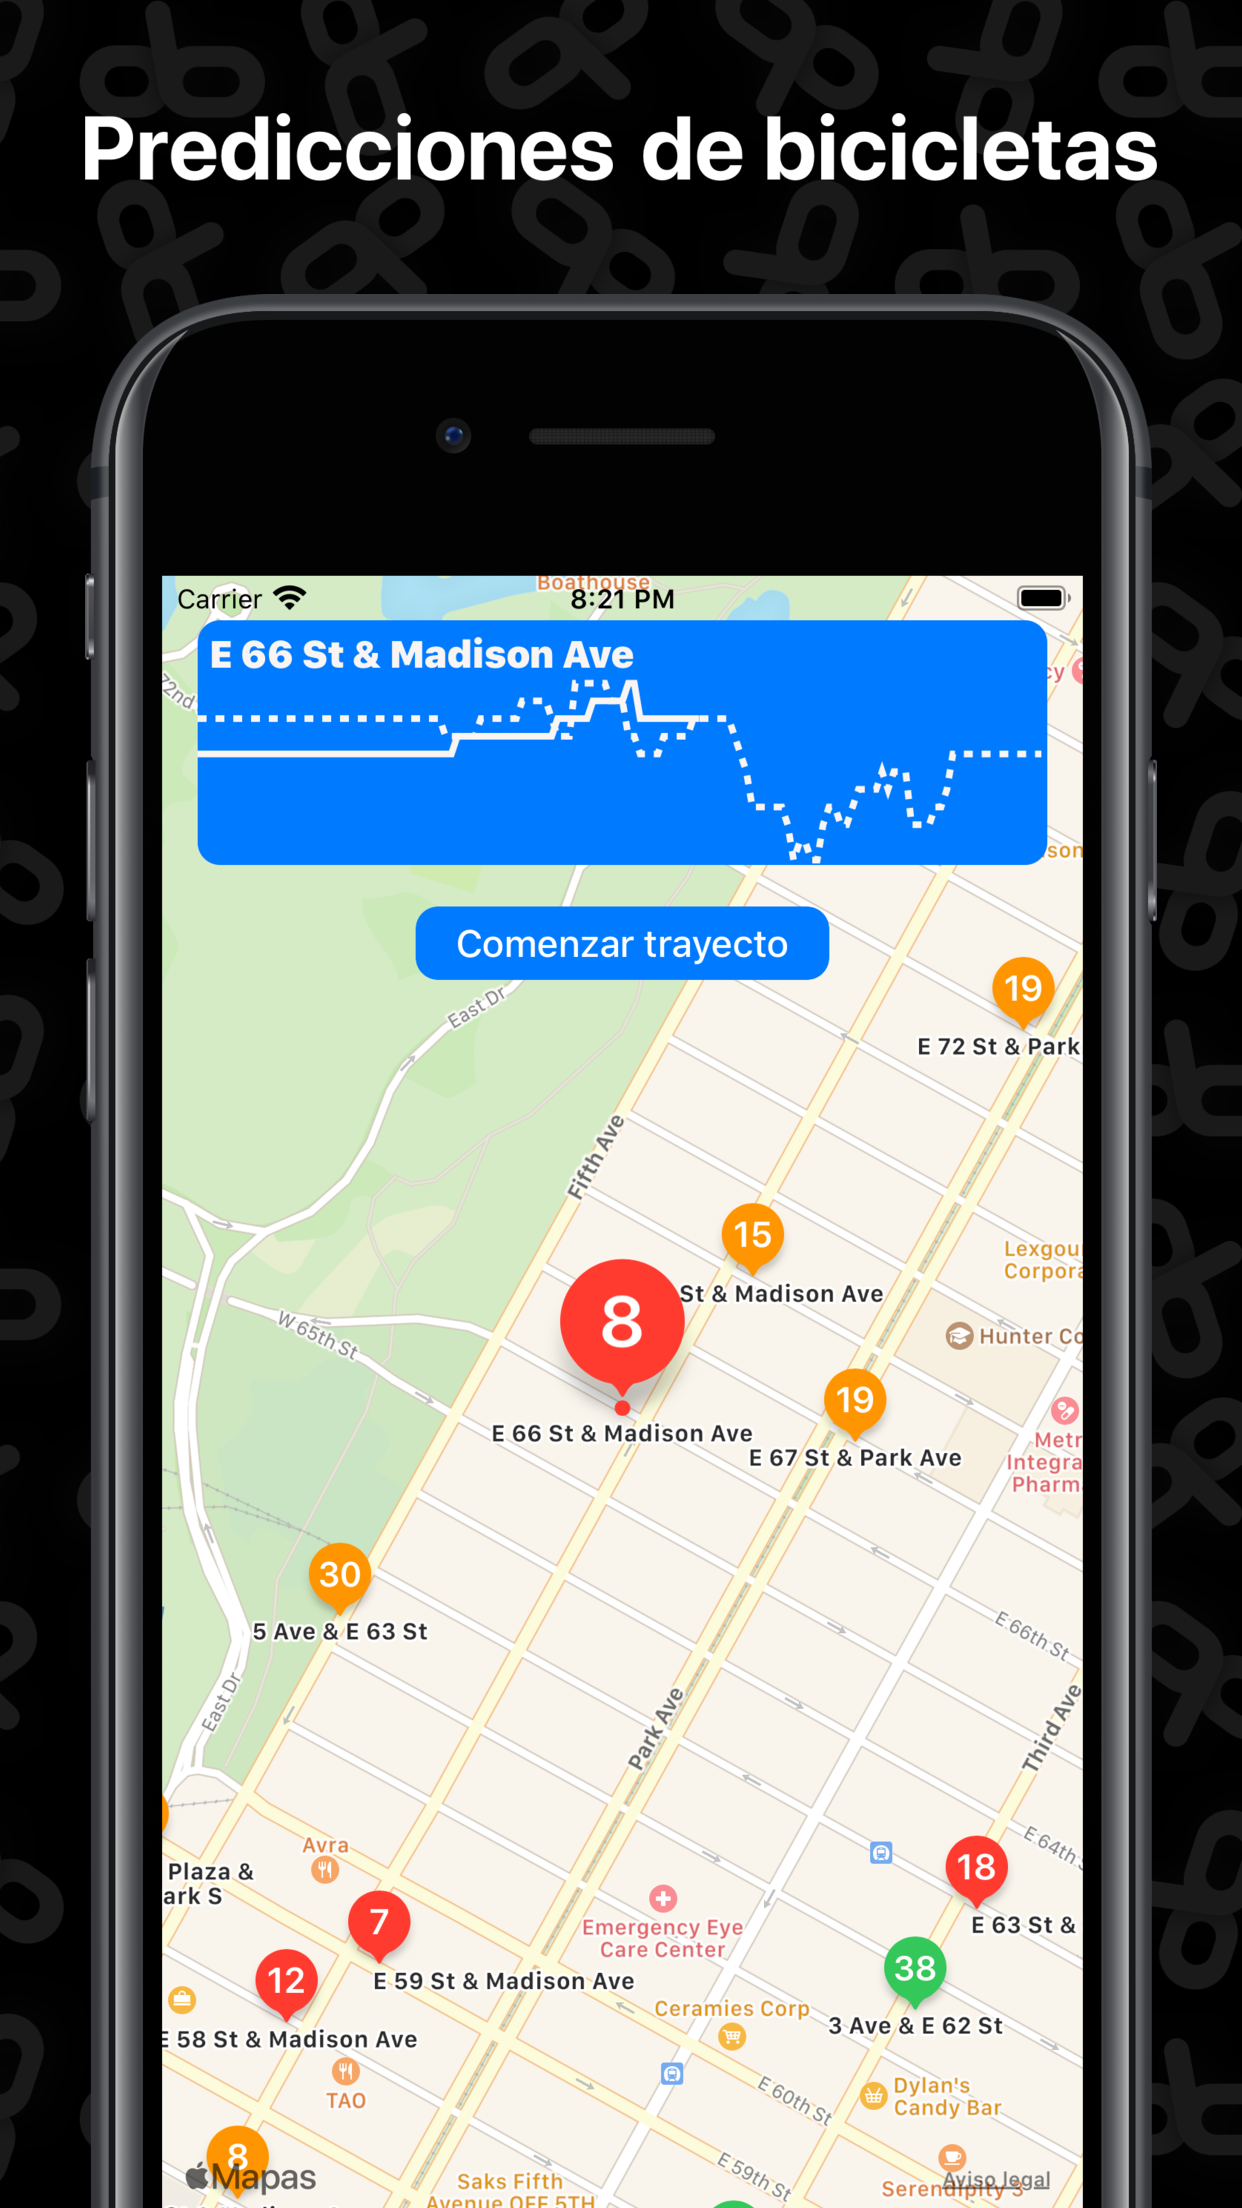 Predicciones de bicicletas
Boathouse
Carrier
8:21 PM
E 66 St & Madison Ave
72nd
Comenzar trayecto
19
E 72 St & Park
East Dr
Fifth Ave
15
St & Madison Ave
Lexgou
Corpora
8
Hunter Co
W 65th St
E 66 St & Madison Ave
19
E 67 St & Park Ave
Metr
Integra
Pharma
30
5 Ave & E 63 St
E 66th St
East Dr
Park Ave
Third Ave
E 64th
Avra
Plaza &
ark S
18
E 63 St &
7
Emergency Eye
Care Center
38
E 59 St & Madison Ave
12
Ceramies Corp
3 Ave & E 62 St
E 58 St & Madison Ave
TAO
E 60th St
Dylan's
Candy Bar
8
Mapas
Saks Fifth
Avenue OFF 5TH
E 59th St
Serendipity 3
Aviso legal